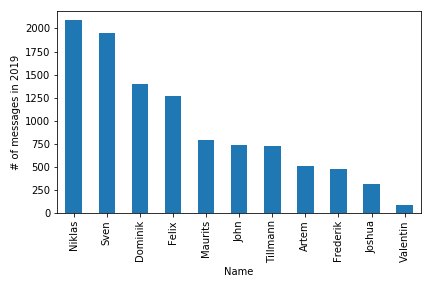 # of messages in 2019
2000
1750
1500
1250
1000
750
500
250
0
Niklas
Sven
Dominik
Felix
Maurits
John
Tillmann
Artem
Frederik
Joshua
Valentin
Name